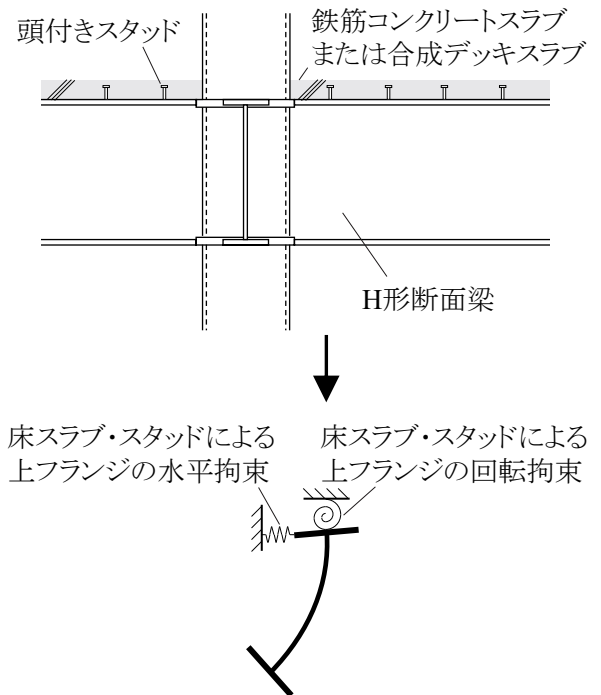 頭付きスタッド
鉄筋コンクリートスラブ
または合成デッキスラブ
H形断面梁
床スラブ・スタッドによる
上フランジの水平拘束
床スラブ・スタッドによる
上フランジの回転拘束